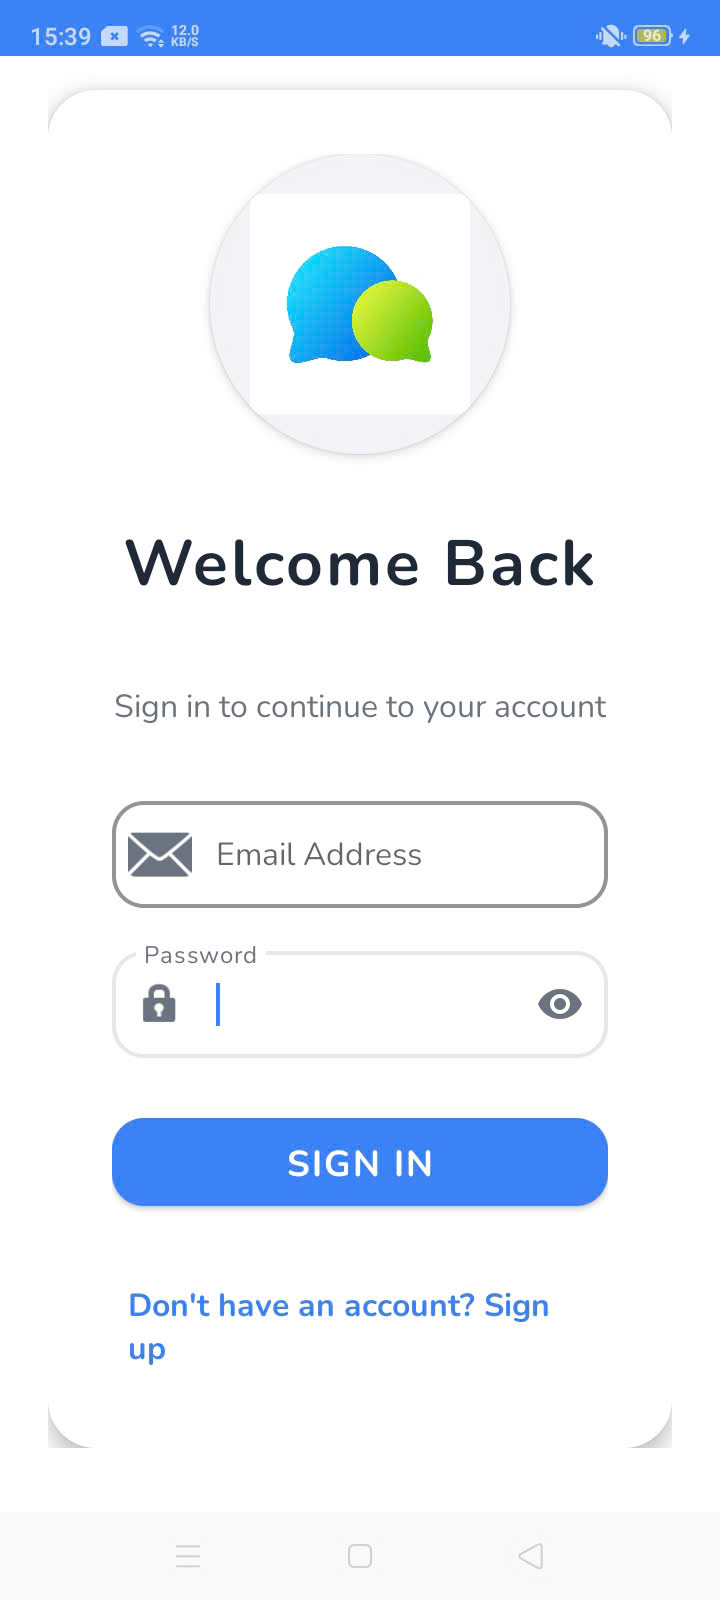 15:39 12.0 KB/S 96
Welcome Back
Sign in to continue to your account
Email Address
Password
SIGN IN
Don't have an account? Sign
up